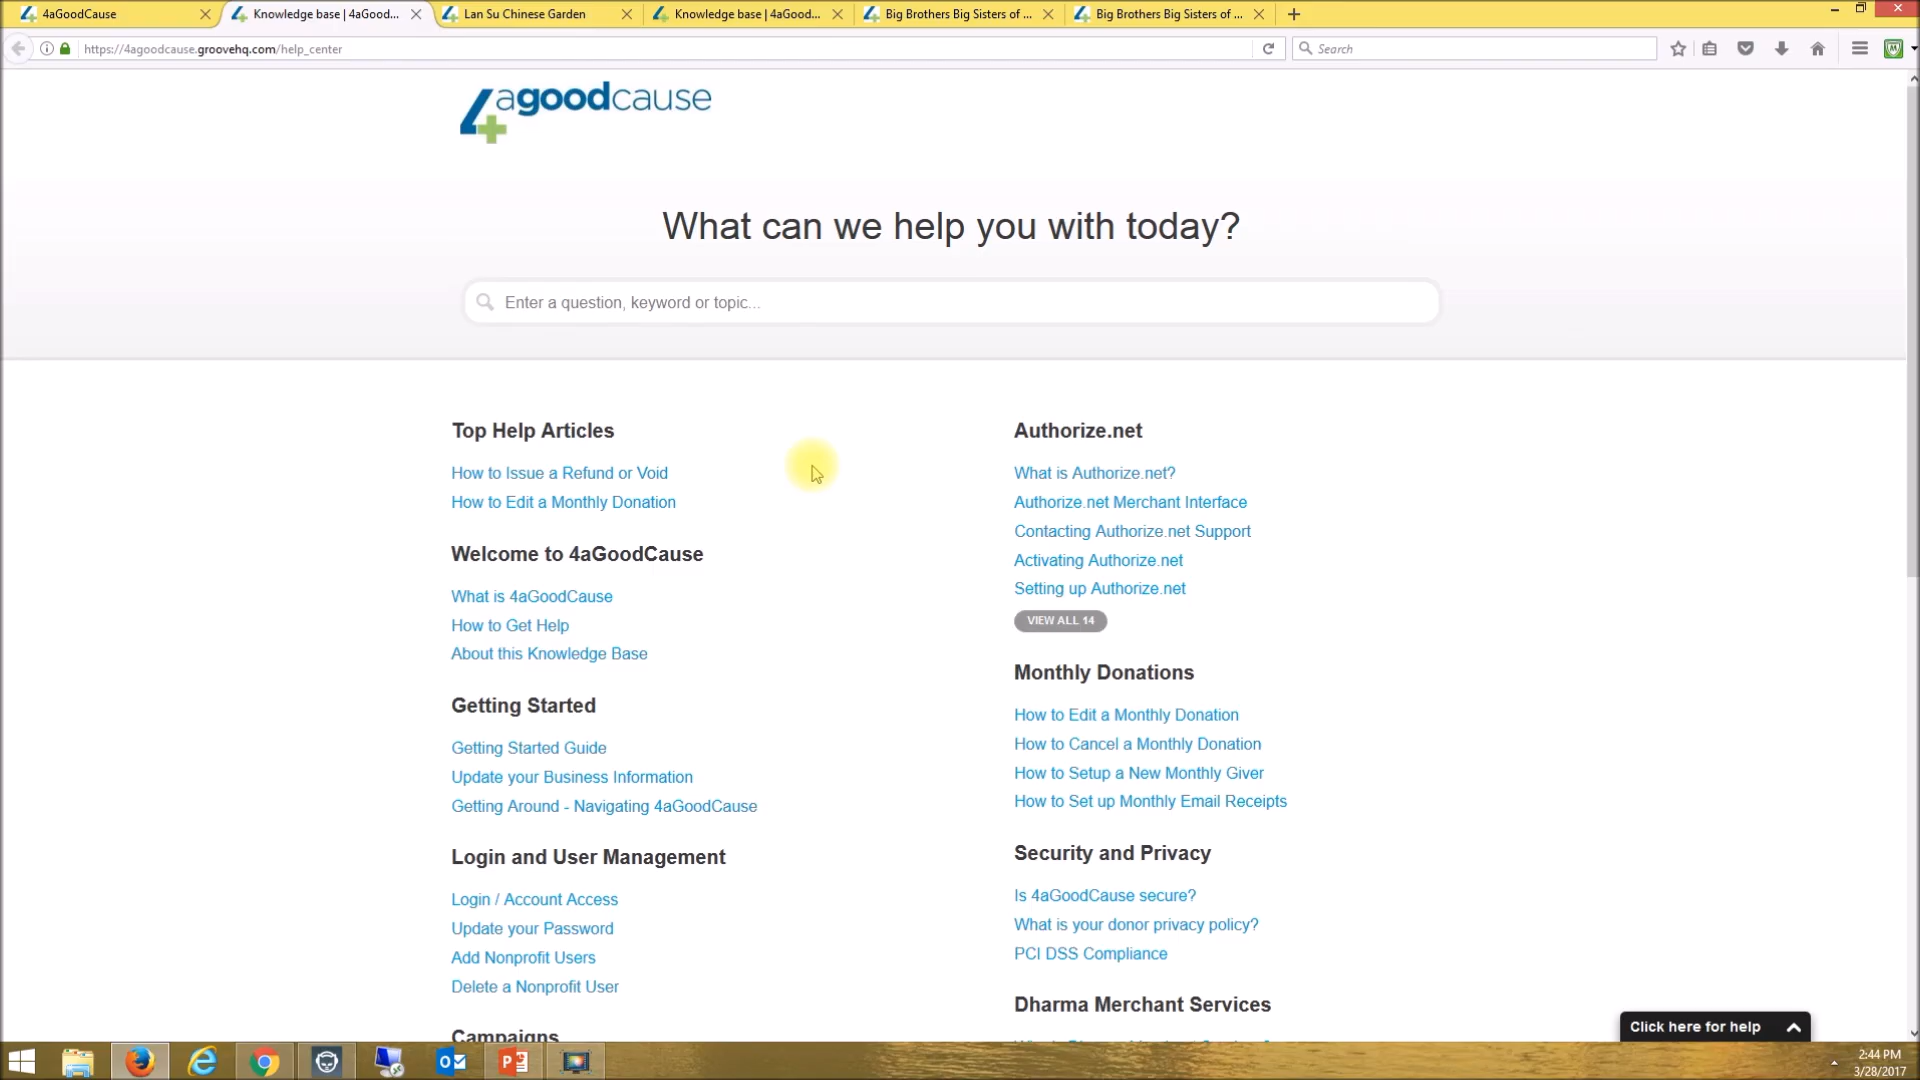 4aGoodCause
Knowledge base | 4aGood...
Lan Su Chinese Garden
Knowledge base | 4aGood...
Big Brothers Big Sisters of ...
Big Brothers Big Sisters of ...
https://4agoodcause.groovehq.com/help_center
Search
4agoodcause
What can we help you with today?
Enter a question, keyword or topic...
Top Help Articles
How to Issue a Refund or Void
How to Edit a Monthly Donation
Welcome to 4aGoodCause
What is 4aGoodCause
How to Get Help
About this Knowledge Base
Getting Started
Getting Started Guide
Update your Business Information
Getting Around - Navigating 4aGoodCause
Login and User Management
Login / Account Access
Update your Password
Add Nonprofit Users
Delete a Nonprofit User
Campaigns
Authorize.net
What is Authorize.net?
Authorize.net Merchant Interface
Contacting Authorize.net Support
Activating Authorize.net
Setting up Authorize.net
VIEW ALL 14
Monthly Donations
How to Edit a Monthly Donation
How to Cancel a Monthly Donation
How to Setup a New Monthly Giver
How to Set up Monthly Email Receipts
Security and Privacy
Is 4aGoodCause secure?
What is your donor privacy policy?
PCI DSS Compliance
Dharma Merchant Services
Click here for help
2:44 PM
3/28/2017